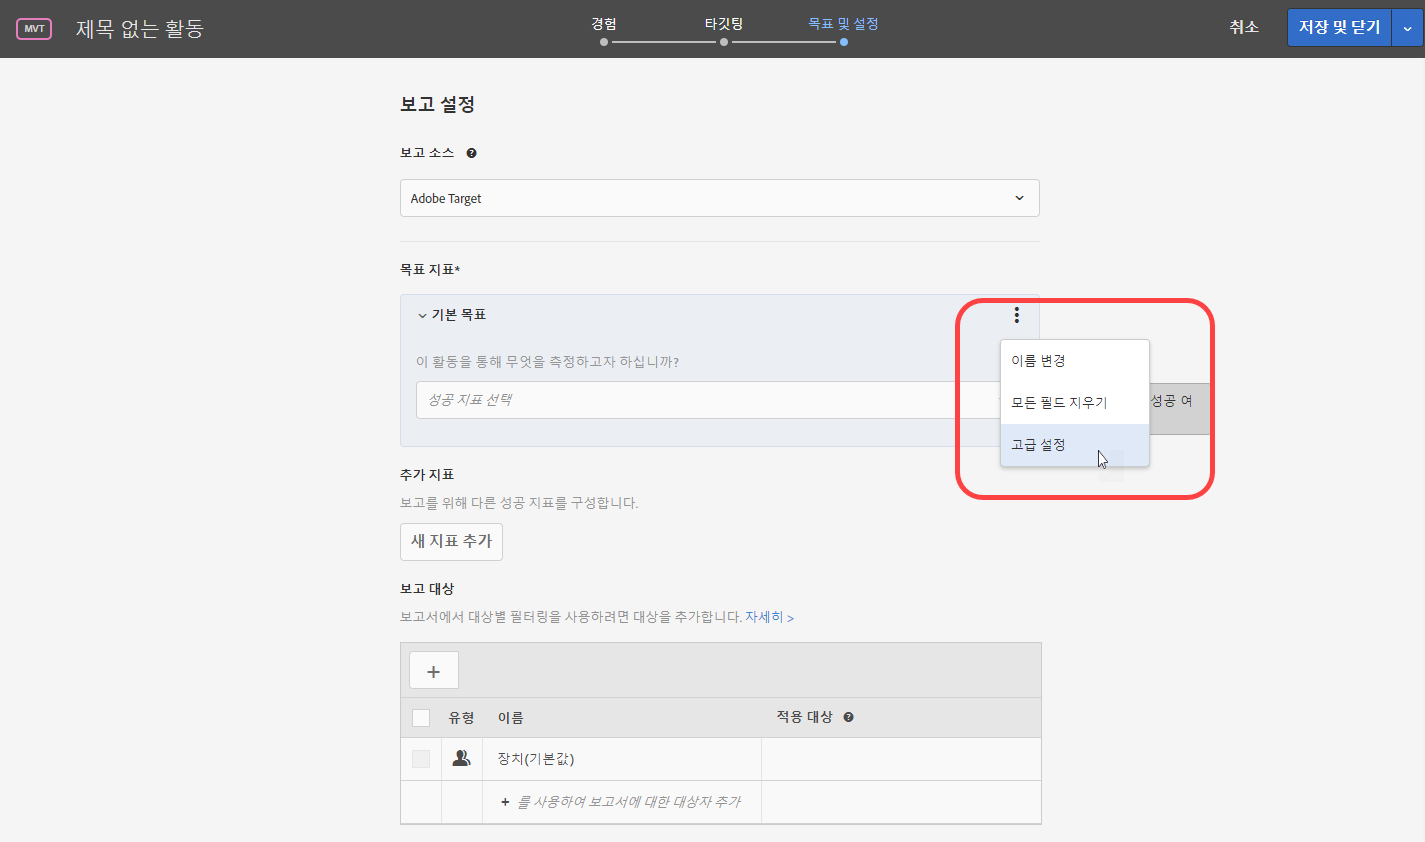 MVT 제목 없는 활동
경험
타깃팅
목표 및 설정
취소
저장 및 닫기
보고 설정
보고 소스
Adobe Target
목표 지표*
기본 목표
이 활동을 통해 무엇을 측정하고자 하십니까?
성공 지표 선택
이름 변경
모든 필드 지우기
고급 설정
성공 여
추가 지표
보고를 위해 다른 성공 지표를 구성합니다.
새 지표 추가
보고 대상
보고서에서 대상별 필터링을 사용하려면 대상을 추가합니다. 자세히 >
+
유형 이름 적용 대상
장치(기본값)
+ 를 사용하여 보고서에 대한 대상자 추가